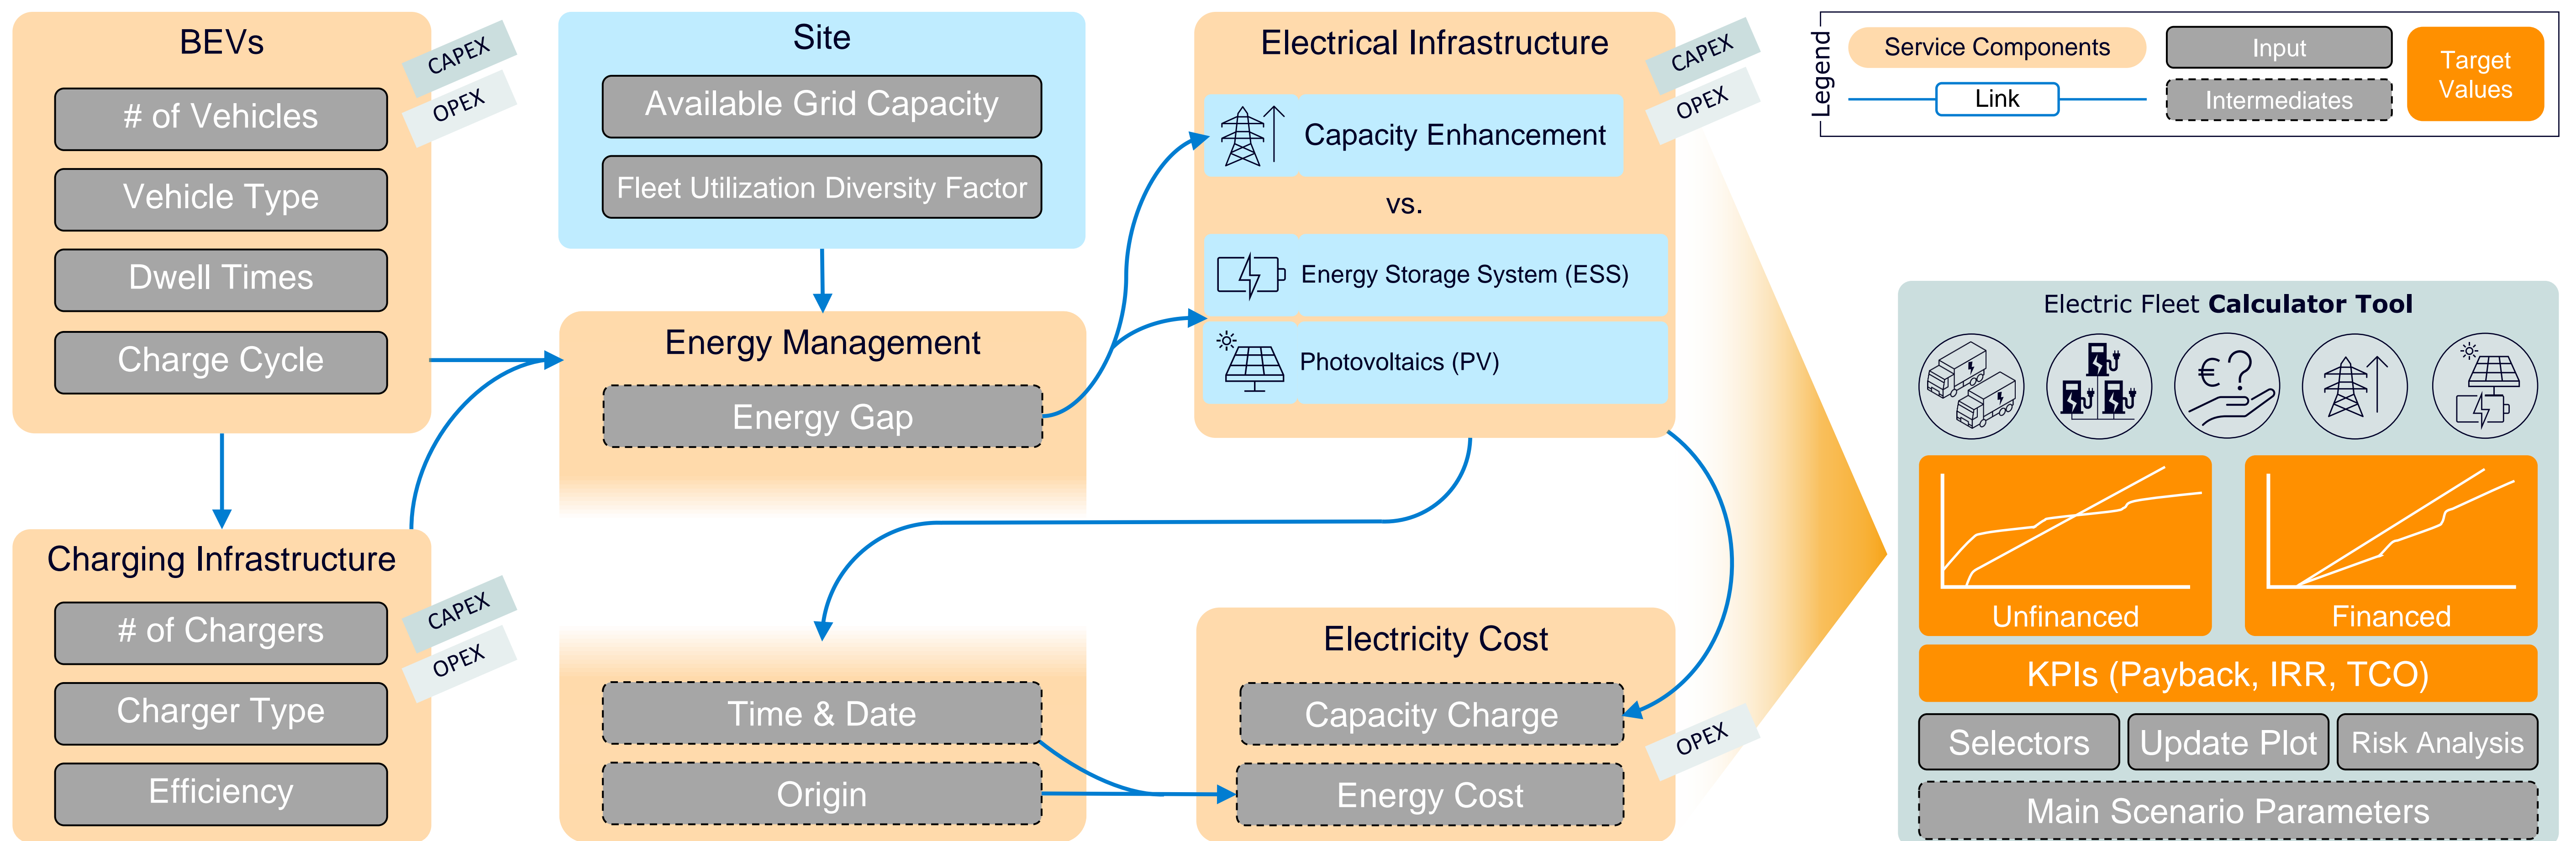 BEVs
CAPEX
OPEX
# of Vehicles
Vehicle Type
Dwell Times
Charge Cycle
Charging Infrastructure
CAPEX
OPEX
# of Chargers
Charger Type
Efficiency
Site
Available Grid Capacity
Fleet Utilization Diversity Factor
Energy Management
Energy Gap
Time & Date
Origin
Electrical Infrastructure
CAPEX
OPEX
Capacity Enhancement
vs.
Energy Storage System (ESS)
Photovoltaics (PV)
Electricity Cost
Capacity Charge
Energy Cost
OPEX
Legend
Service Components
Link
Input
Intermediates
Target
Values
Electric Fleet Calculator Tool
€ ?
Unfinanced
Financed
KPIs (Payback, IRR, TCO)
Selectors
Update Plot
Risk Analysis
Main Scenario Parameters